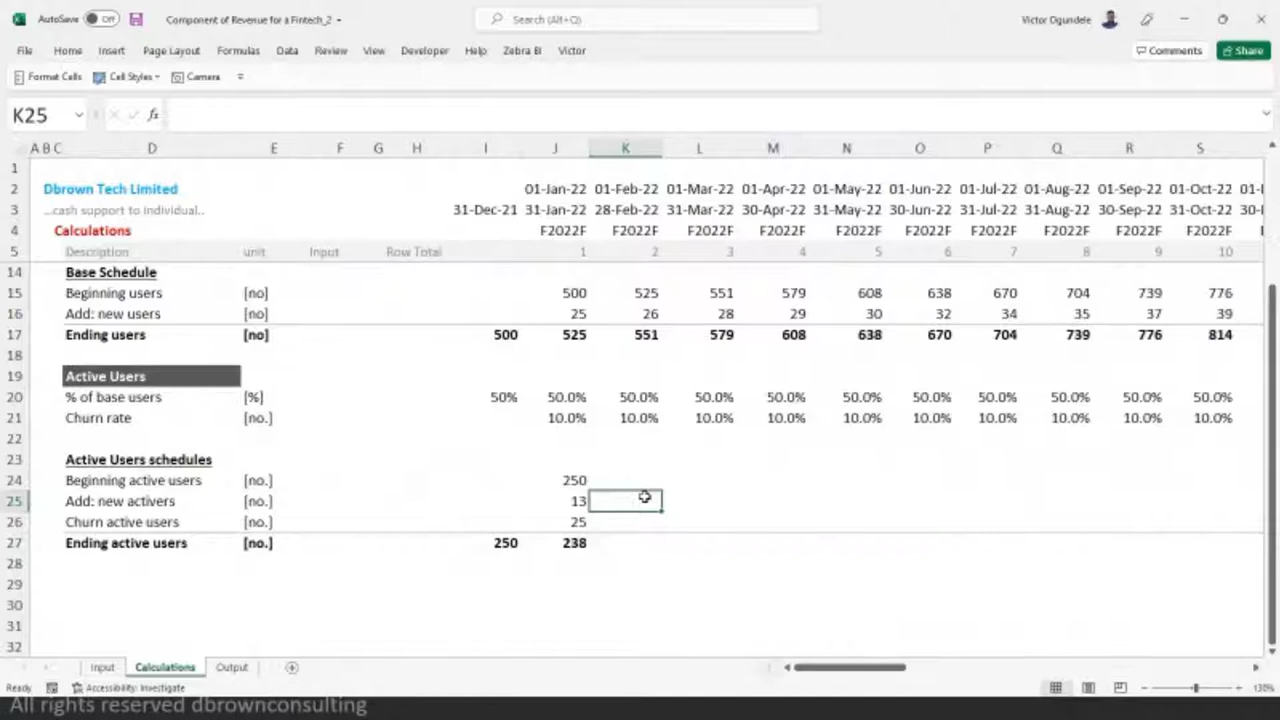 AutoSave Off Component of Revenue for a Fintech_2 Search (Alt+Q) Victor Ogundele
File Home Insert Page Layout Formulas Data Review View Developer Help Zebra BI Victor Comments Share
Format Cells Cell Styles Camera
K25 fx
A B C D E F G H I J K L M N O P Q R S
1
2 Dbrown Tech Limited 01-Jan-22 01-Feb-22 01-Mar-22 01-Apr-22 01-May-22 01-Jun-22 01-Jul-22 01-Aug-22 01-Sep-22 01-Oct-22
3 ...cash support to individual.. 31-Dec-21 31-Jan-22 28-Feb-22 31-Mar-22 30-Apr-22 31-May-22 30-Jun-22 31-Jul-22 31-Aug-22 30-Sep-22 31-Oct-22
4 Calculations F2022F F2022F F2022F F2022F F2022F F2022F F2022F F2022F F2022F F2022F
5 Description unit Input Row Total 1 2 3 4 5 6 7 8 9 10
14 Base Schedule
15 Beginning users [no] 500 525 551 579 608 638 670 704 739 776
16 Add: new users [no] 25 26 28 29 30 32 34 35 37 39
17 Ending users [no] 500 525 551 579 608 638 670 704 739 776 814
18
19 Active Users
20 % of base users [%] 50% 50.0% 50.0% 50.0% 50.0% 50.0% 50.0% 50.0% 50.0% 50.0% 50.0%
21 Churn rate [no.] 10.0% 10.0% 10.0% 10.0% 10.0% 10.0% 10.0% 10.0% 10.0% 10.0%
22
23 Active Users schedules
24 Beginning active users [no.] 250
25 Add: new activers [no.] 13
26 Churn active users [no.] 25
27 Ending active users [no.] 250 238
28
29
30
31
32
Input Calculations Output
Ready Accessibility: Investigate 130%
All rights reserved dbrownconsulting